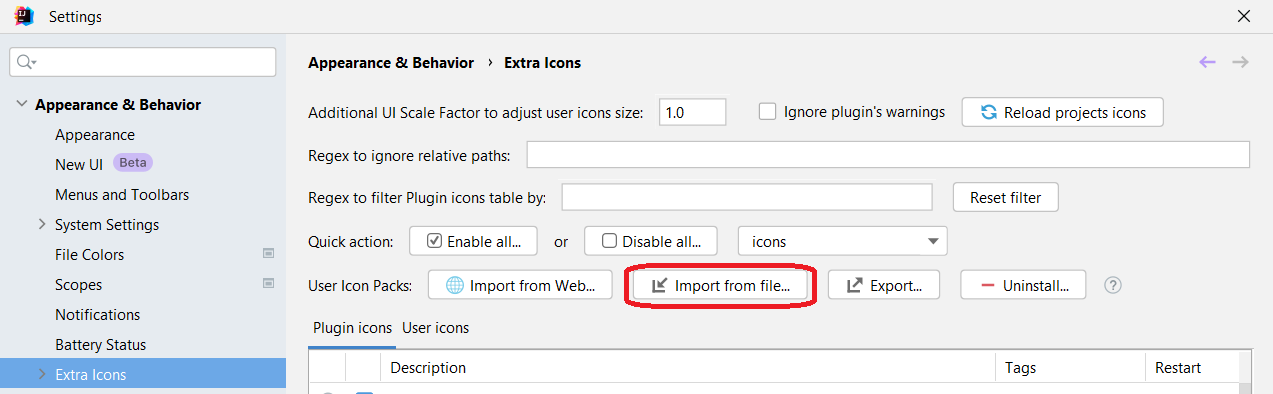 Settings
Appearance & Behavior
Appearance
New UI Beta
Menus and Toolbars
System Settings
File Colors
Scopes
Notifications
Battery Status
Extra Icons
Appearance & Behavior › Extra Icons
Additional UI Scale Factor to adjust user icons size: 1.0 Ignore plugin's warnings Reload projects icons
Regex to ignore relative paths:
Regex to filter Plugin icons table by: Reset filter
Quick action: Enable all... or Disable all... icons
User Icon Packs: Import from Web... Import from file... Export... Uninstall... ?
Plugin icons User icons
Description Tags Restart